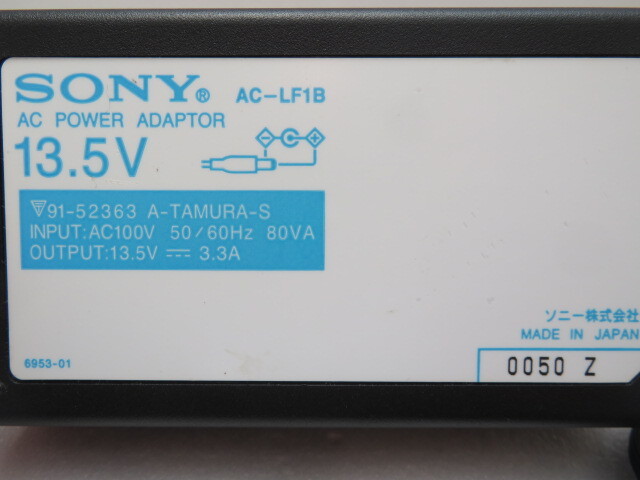 SONY® AC-LF1B
AC POWER ADAPTOR
13.5V
91-52363 A-TAMURA-S
INPUT:AC100V 50/60Hz 80VA
OUTPUT:13.5V ⎓ 3.3A
ソニー株式会社
MADE IN JAPAN
6953-01
0050 Z